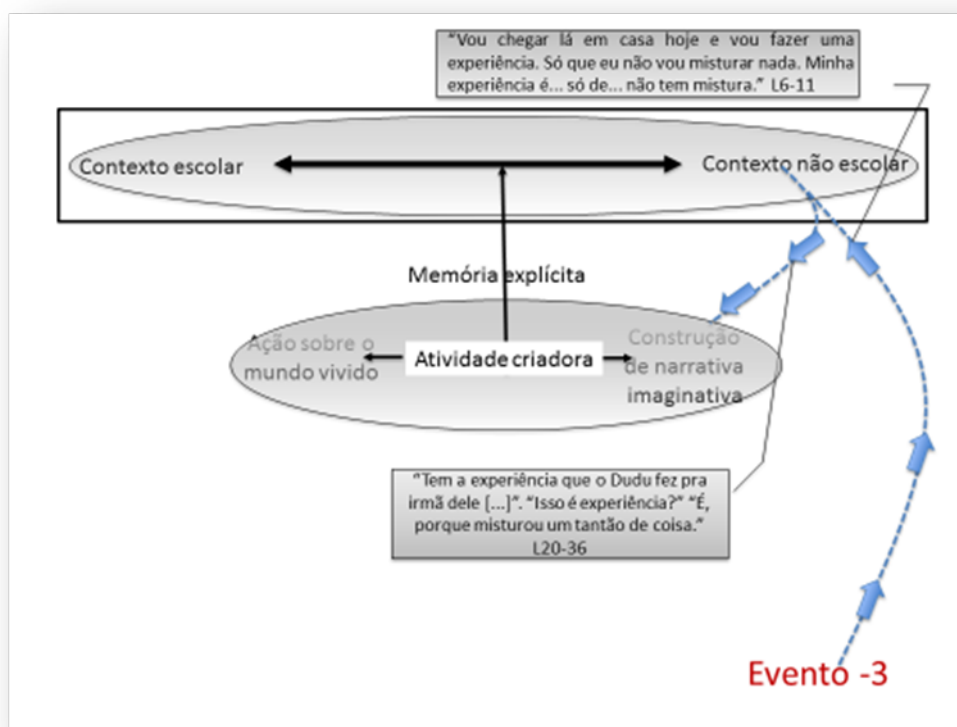 “Vou chegar lá em casa hoje e vou fazer uma
experiência. Só que eu não vou misturar nada. Minha
experiência é... só de... não tem mistura.” L6-11
Contexto escolar
Contexto não escolar
Memória explícita
Ação sobre o
mundo vivido
Atividade criadora
Construção
de narrativa
imaginativa
“Tem a experiência que o Dudu fez pra
irmã dele [...]”. “Isso é experiência?” “É,
porque misturou um tantão de coisa.”
L20-36
Evento -3